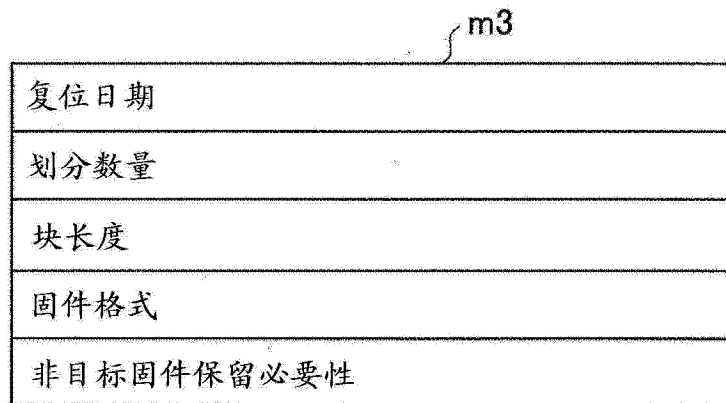 m3
复位日期
划分数量
块长度
固件格式
非目标固件保留必要性